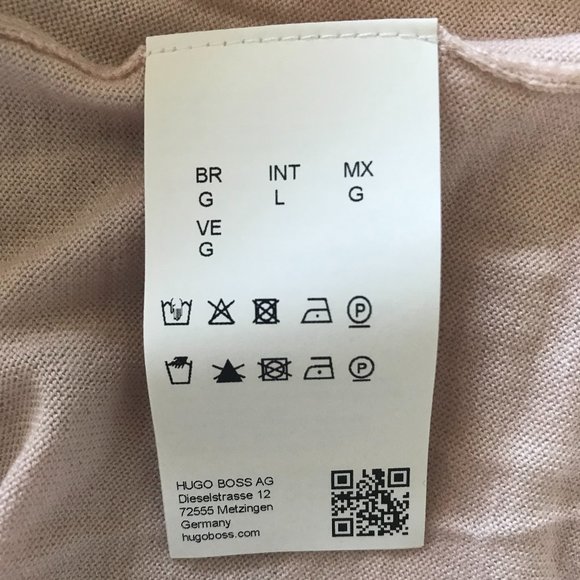 BR INT MX
G L G
VE
G
P
P
HUGO BOSS AG
Dieselstrasse 12
72555 Metzingen
Germany
hugoboss.com